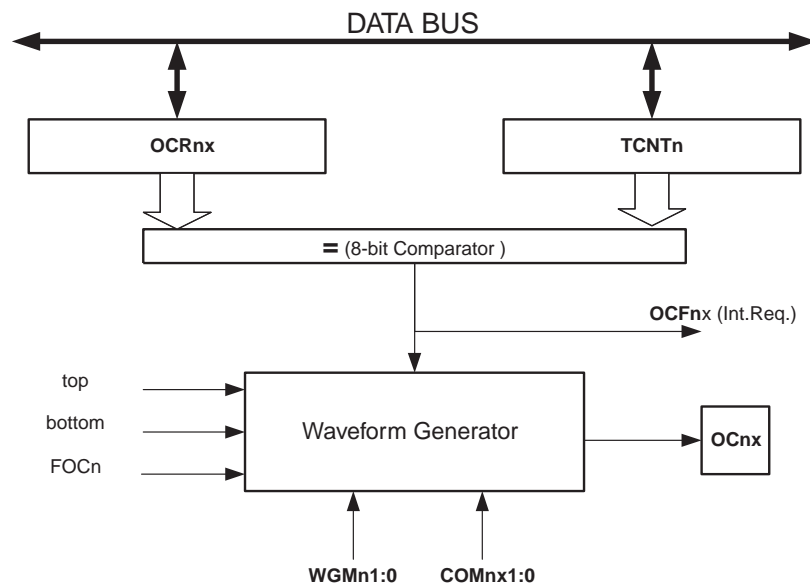 DATA BUS
OCRnx
TCNTn
= (8-bit Comparator )
OCFnx (Int.Req.)
top
bottom
FOCn
Waveform Generator
OCnx
WGMn1:0
COMnx1:0